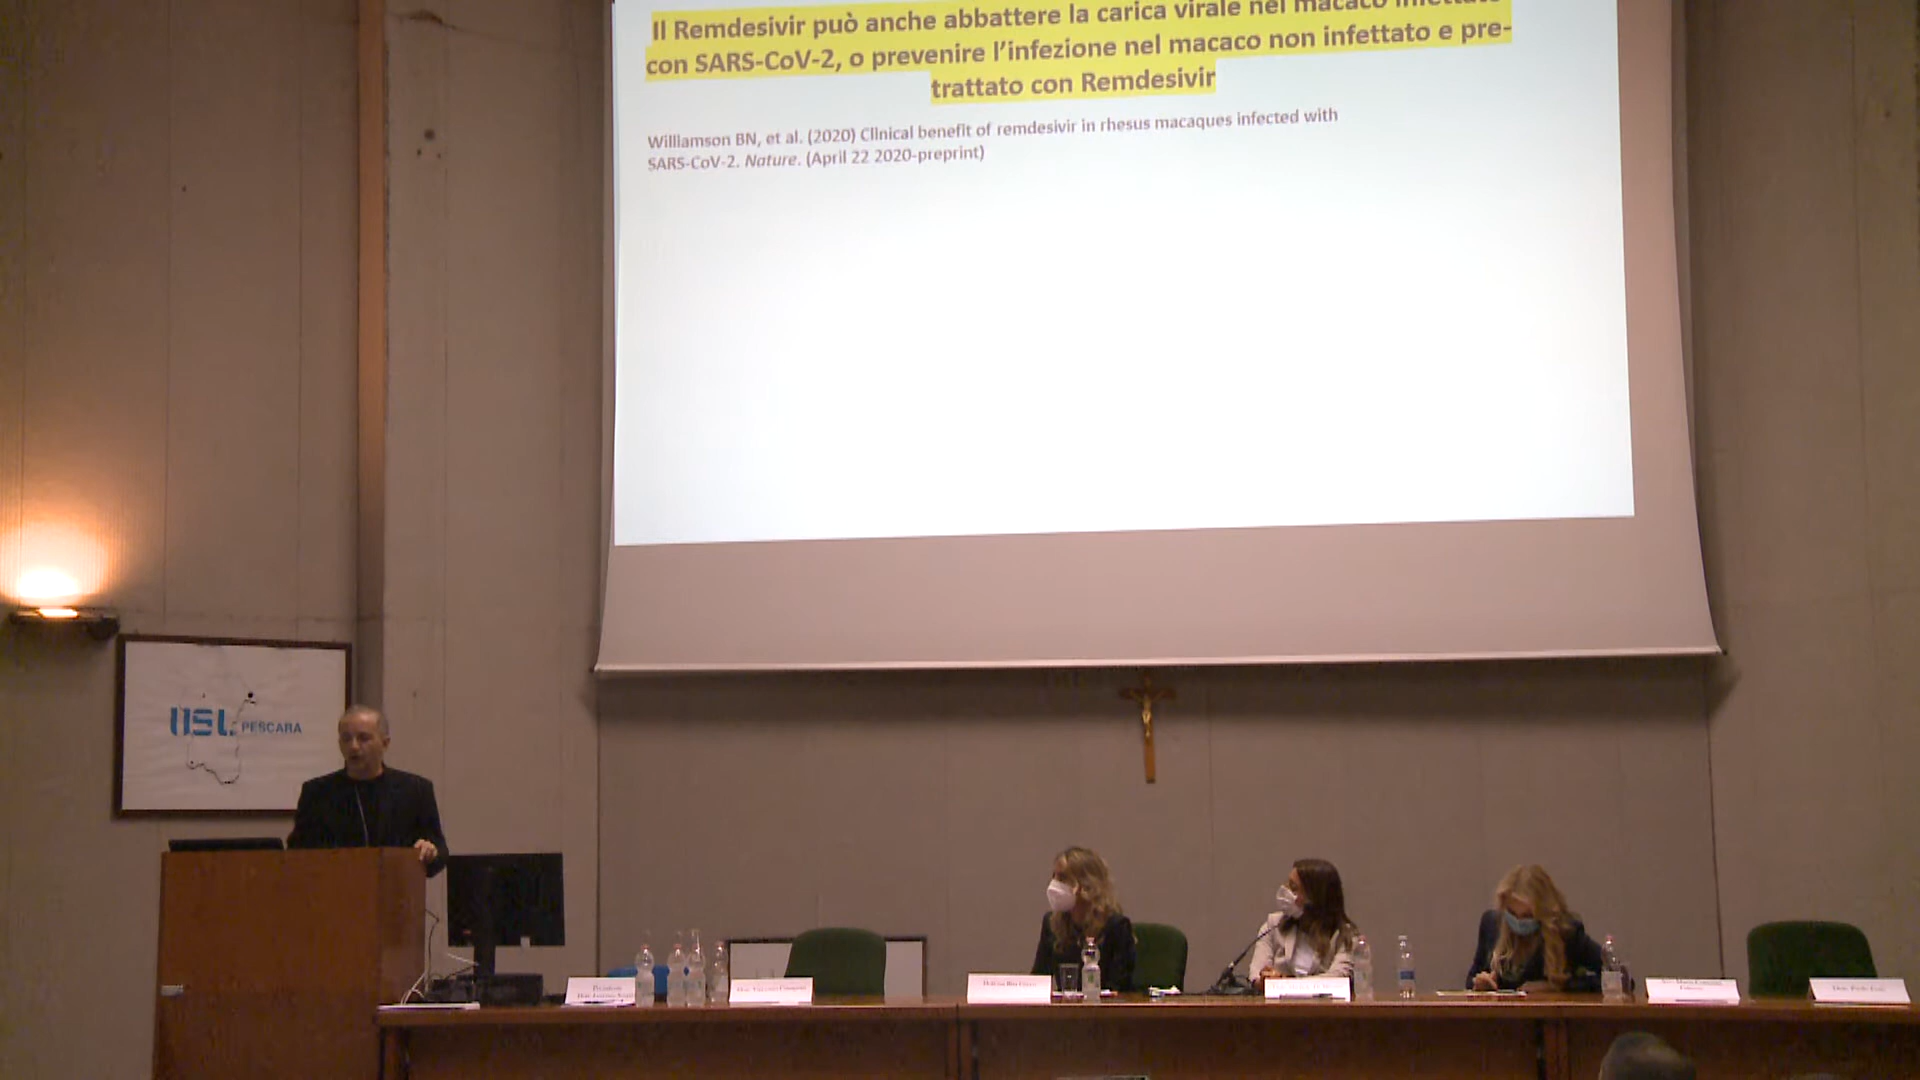 Il Remdesivir può anche abbattere la carica virale nel macaco infettato
con SARS-CoV-2, o prevenire l'infezione nel macaco non infettato e pre-
trattato con Remdesivir
Williamson BN, et al. (2020) Clinical benefit of remdesivir in rhesus macaques infected with
SARS-CoV-2. Nature. (April 22 2020-preprint)
USL PESCARA